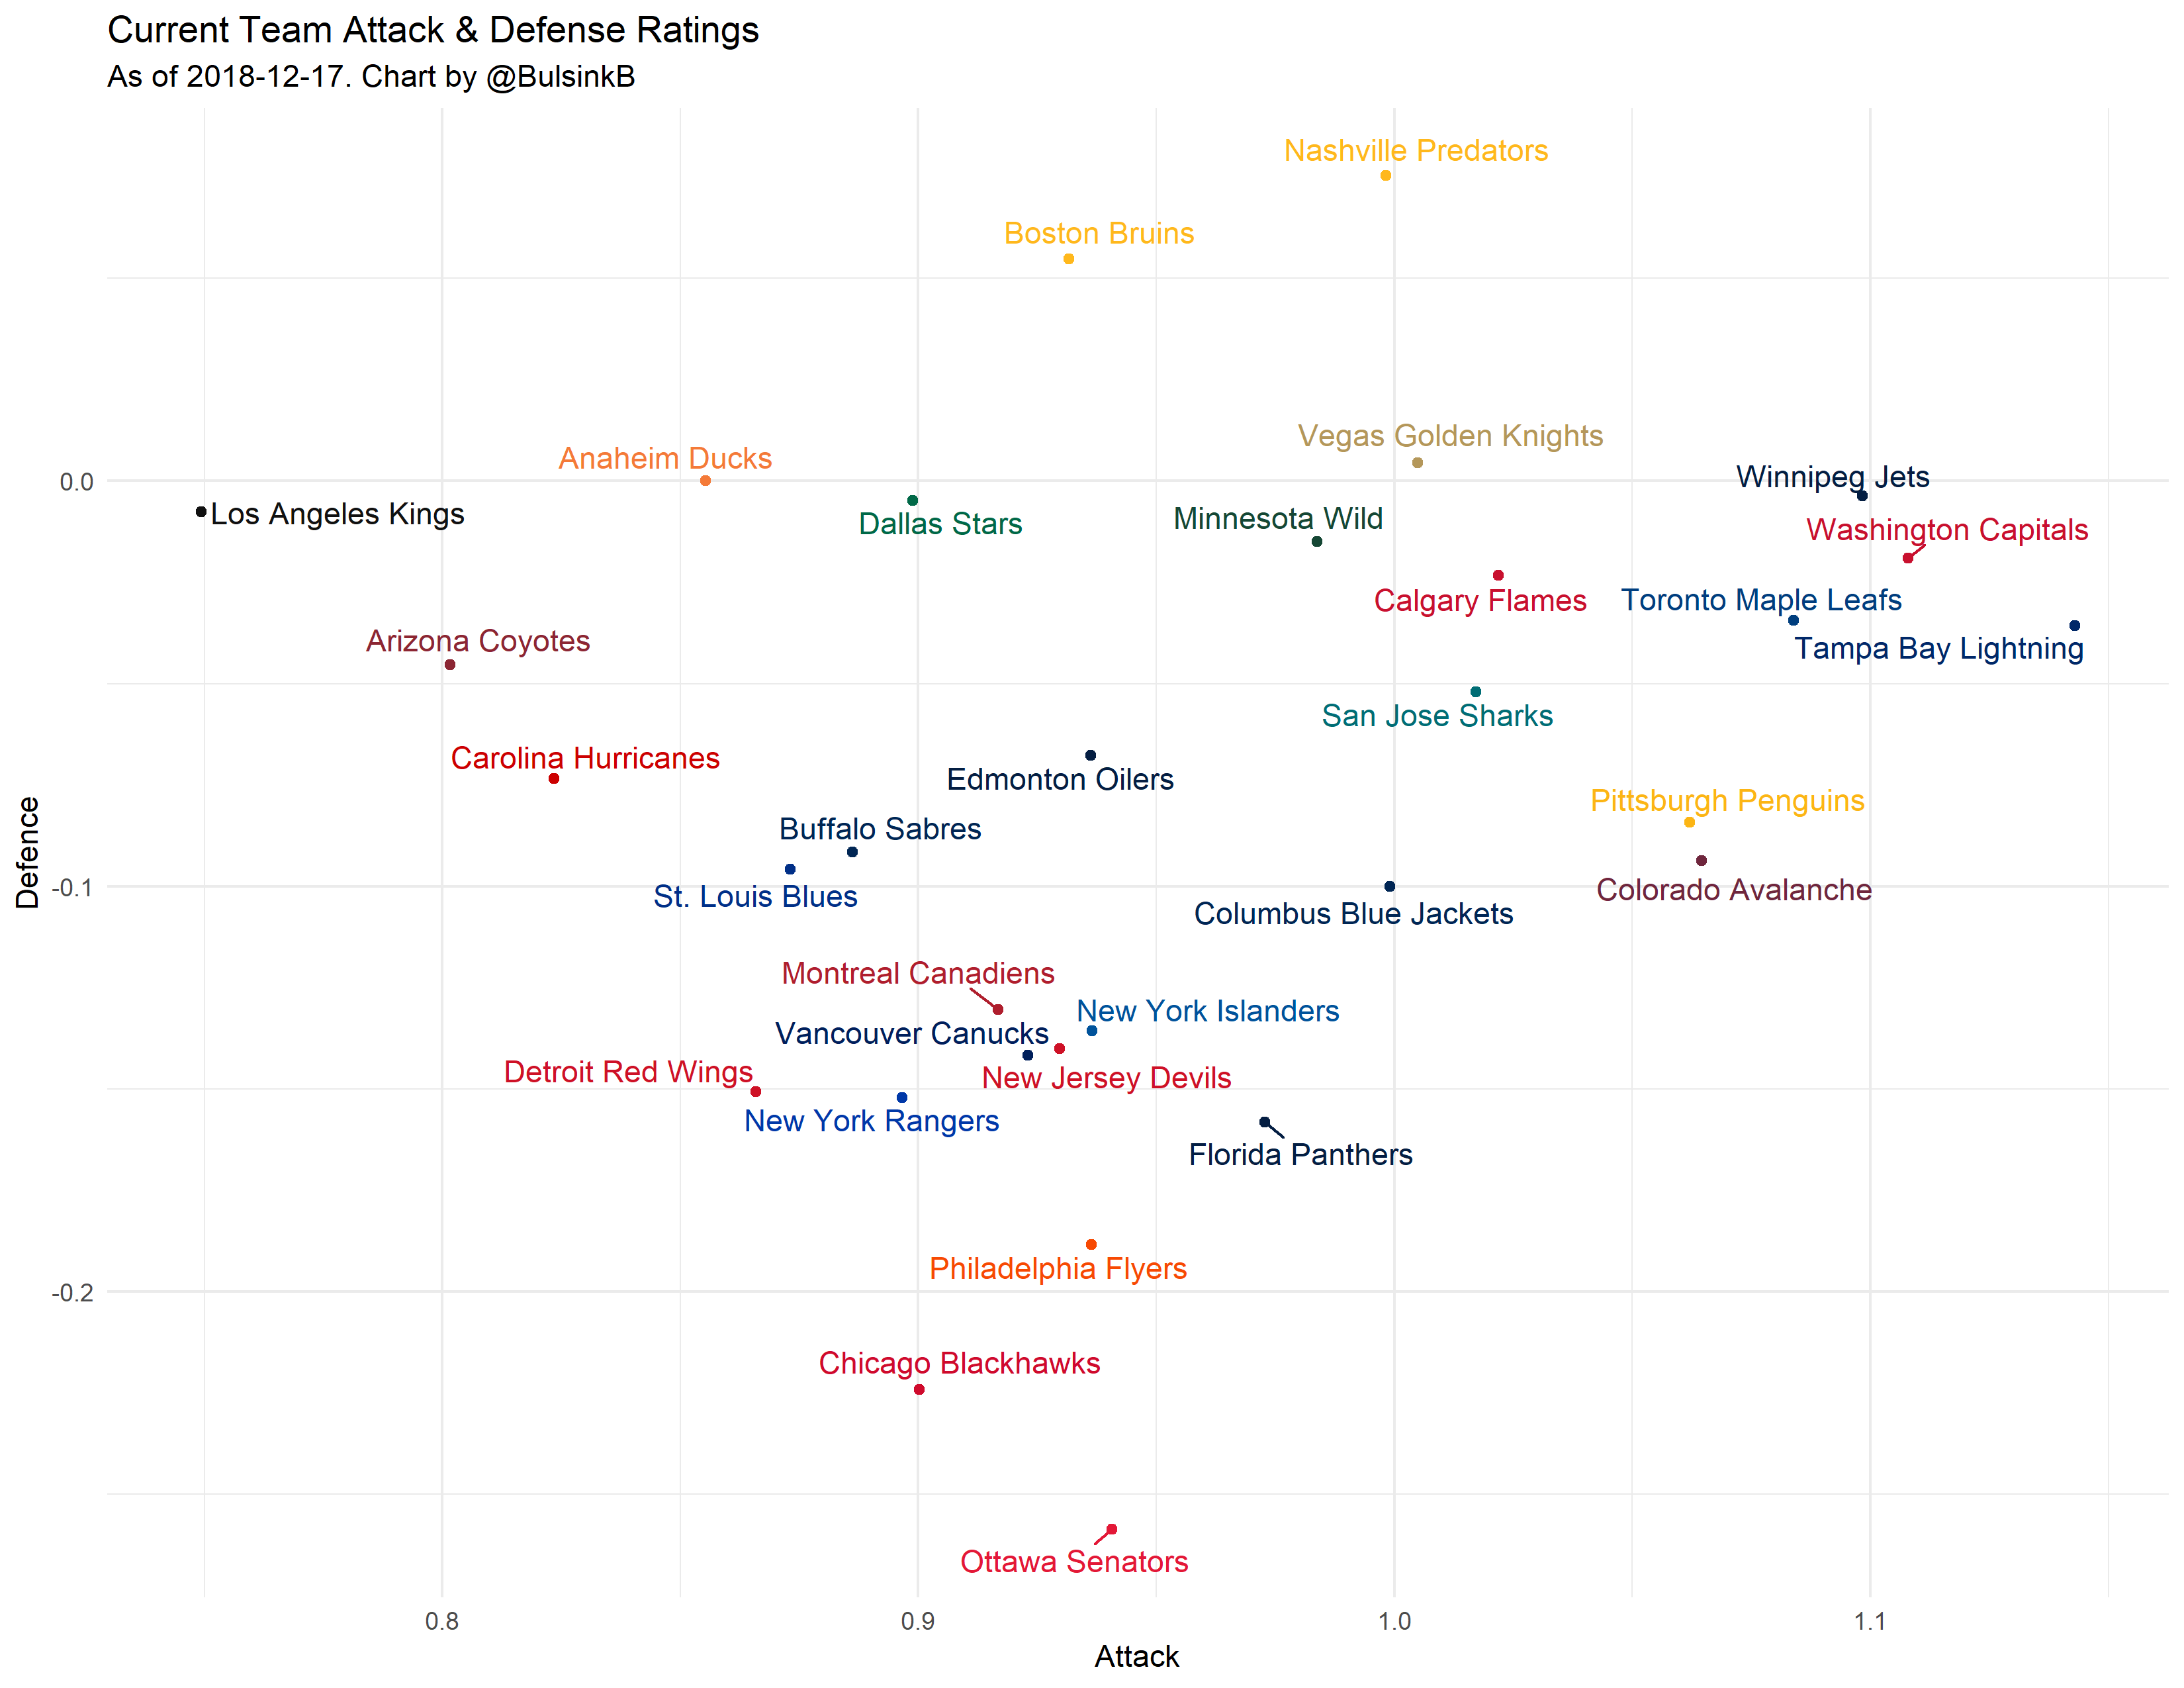 Current Team Attack & Defense Ratings
As of 2018-12-17. Chart by @BulsinkB
Nashville Predators
Boston Bruins
Vegas Golden Knights
Anaheim Ducks
Winnipeg Jets
0.0
Los Angeles Kings
Dallas Stars
Minnesota Wild
Washington Capitals
Calgary Flames
Toronto Maple Leafs
Arizona Coyotes
Tampa Bay Lightning
San Jose Sharks
Carolina Hurricanes
Edmonton Oilers
Pittsburgh Penguins
Buffalo Sabres
Defence
-0.1
St. Louis Blues
Colorado Avalanche
Columbus Blue Jackets
Montreal Canadiens
New York Islanders
Vancouver Canucks
Detroit Red Wings
New Jersey Devils
New York Rangers
Florida Panthers
Philadelphia Flyers
-0.2
Chicago Blackhawks
Ottawa Senators
0.8
0.9
1.0
1.1
Attack